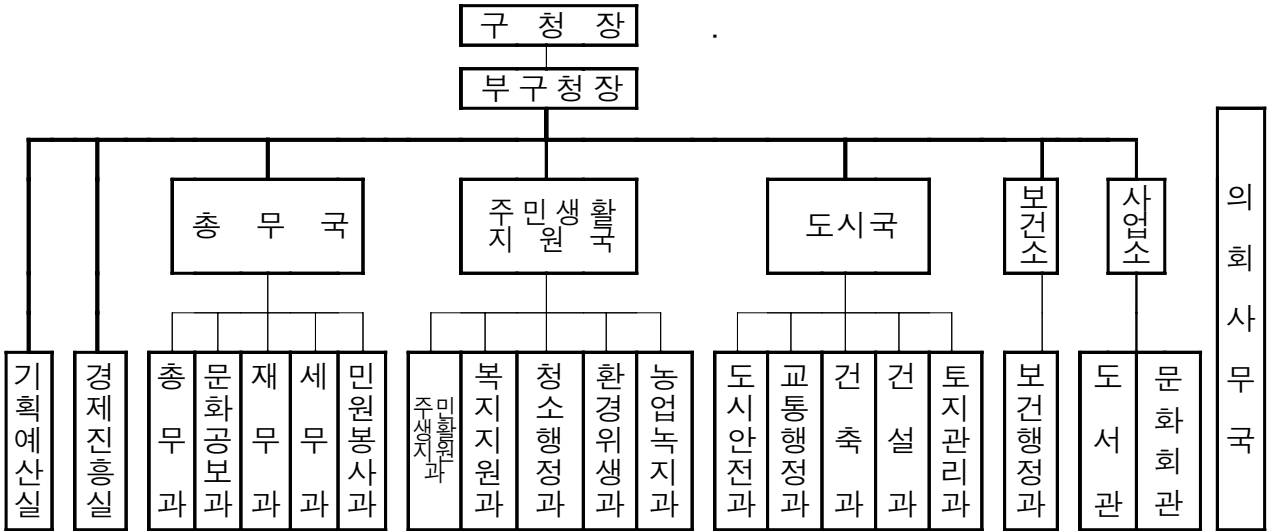 구 청 장
부구청장
총 무 국
주민생활
지 원 국
도시국
보건소
사업소
의회사무국
기획예산실
경제진흥실
총무과
문화공보과
재무과
세무과
민원봉사과
주민생활지원과
복지지원과
청소행정과
환경위생과
농업녹지과
도시안전과
교통행정과
건축과
건설과
토지관리과
보건행정과
도서관
문화회관